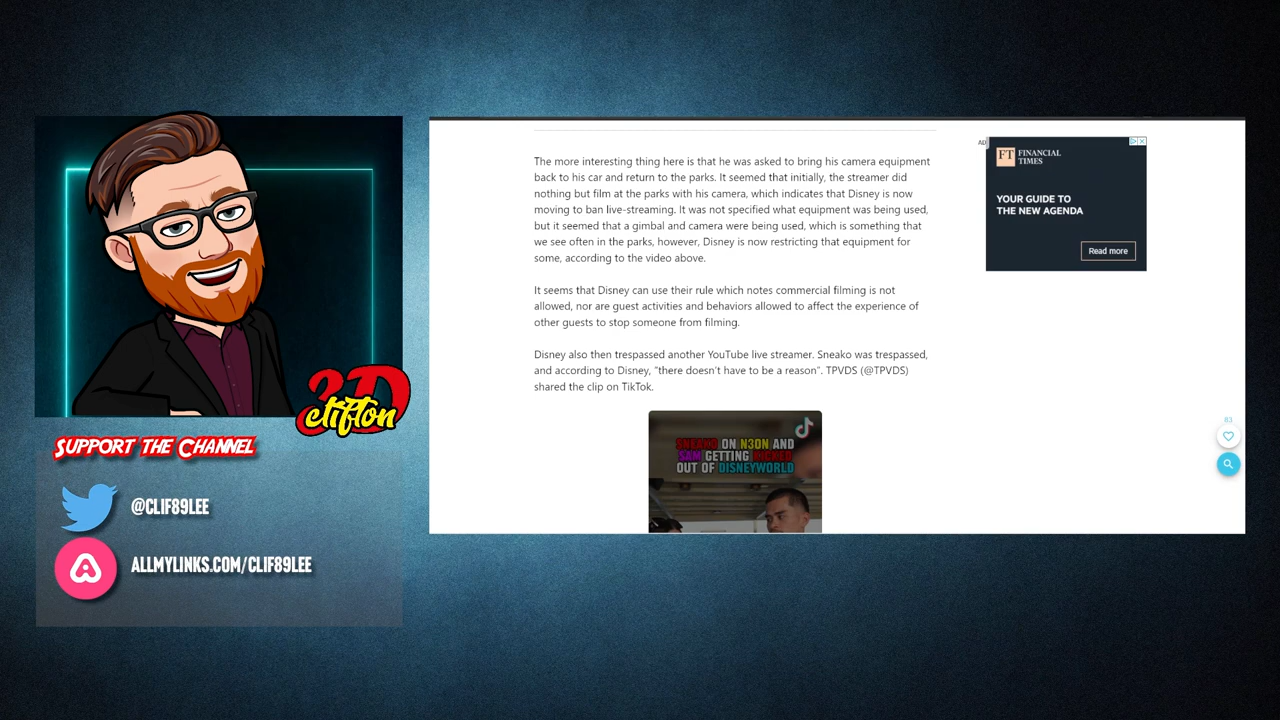 3D
clifton
SUPPORT THE CHANNEL
@CLIF89LEE
ALLMYLINKS.COM/CLIF89LEE
The more interesting thing here is that he was asked to bring his camera equipment
back to his car and return to the parks. It seemed that initially, the streamer did
nothing but film at the parks with his camera, which indicates that Disney is now
moving to ban live-streaming. It was not specified what equipment was being used,
but it seemed that a gimbal and camera were being used, which is something that
we see often in the parks, however, Disney is now restricting that equipment for
some, according to the video above.
It seems that Disney can use their rule which notes commercial filming is not
allowed, nor are guest activities and behaviors allowed to affect the experience of
other guests to stop someone from filming.
Disney also then trespassed another YouTube live streamer. Sneako was trespassed,
and according to Disney, "there doesn't have to be a reason". TPVDS (@TPVDS)
shared the clip on TikTok.
SNEAKO ON N3ON AND
SAM GETTING KICKED
OUT OF DISNEYWORLD
AD
FT FINANCIAL
TIMES
YOUR GUIDE TO
THE NEW AGENDA
Read more
83